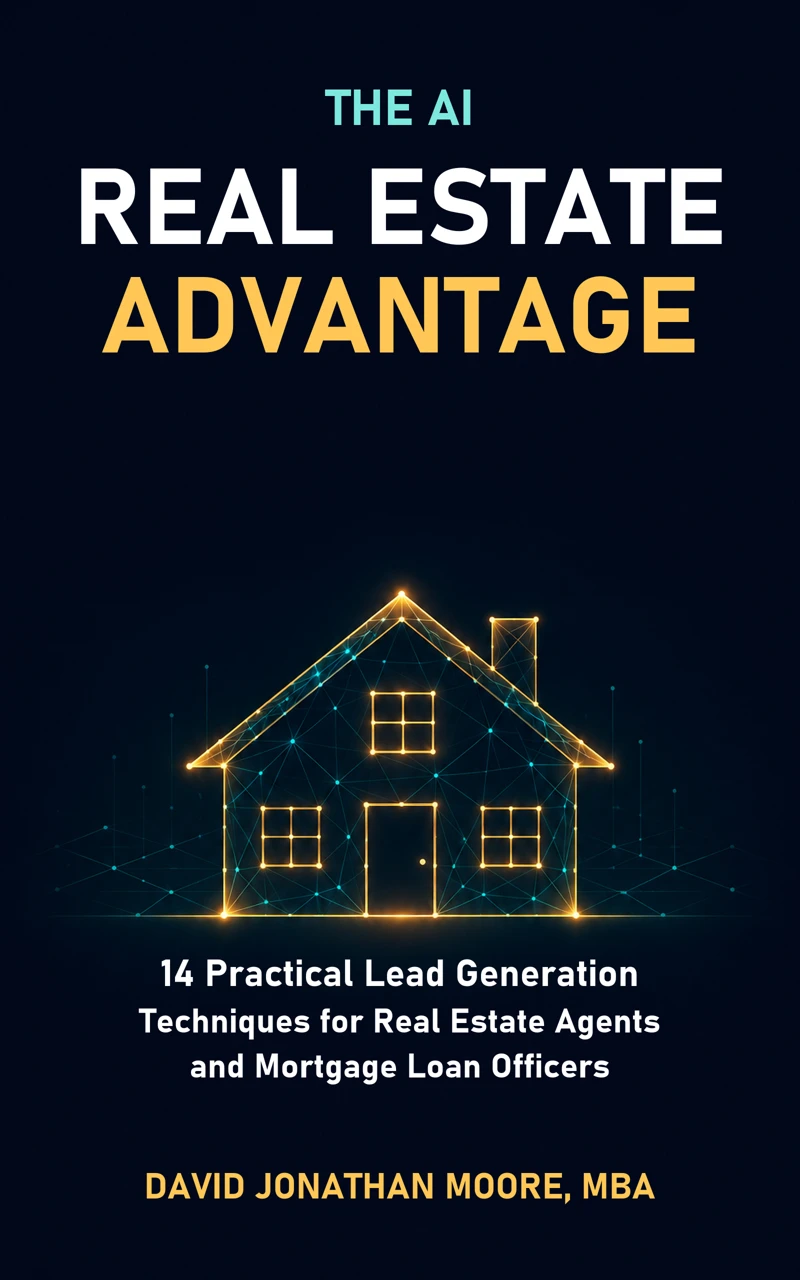 THE AI
REAL ESTATE
ADVANTAGE
14 Practical Lead Generation
Techniques for Real Estate Agents
and Mortgage Loan Officers
DAVID JONATHAN MOORE, MBA